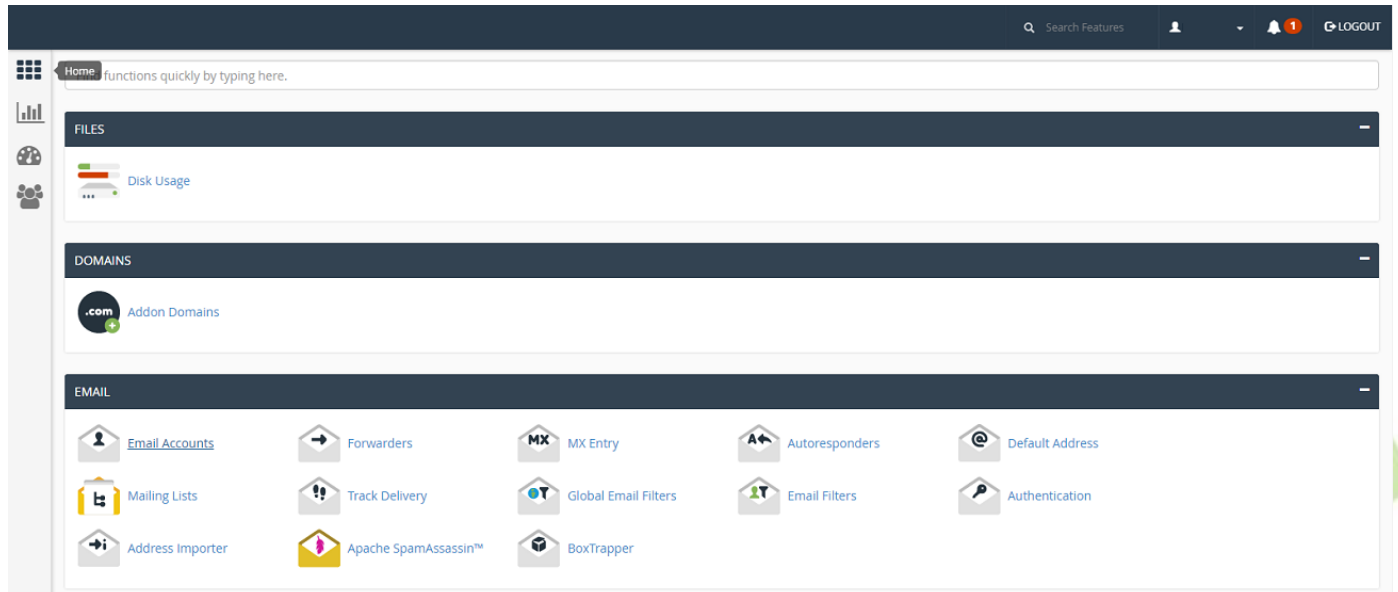 Search Features
1
LOGOUT
Home
functions quickly by typing here.
FILES
Disk Usage
DOMAINS
.com
Addon Domains
EMAIL
Email Accounts
Forwarders
MX
MX Entry
A
Autoresponders
@
Default Address
Mailing Lists
Track Delivery
Global Email Filters
Email Filters
Authentication
i
Address Importer
Apache SpamAssassin™
BoxTrapper